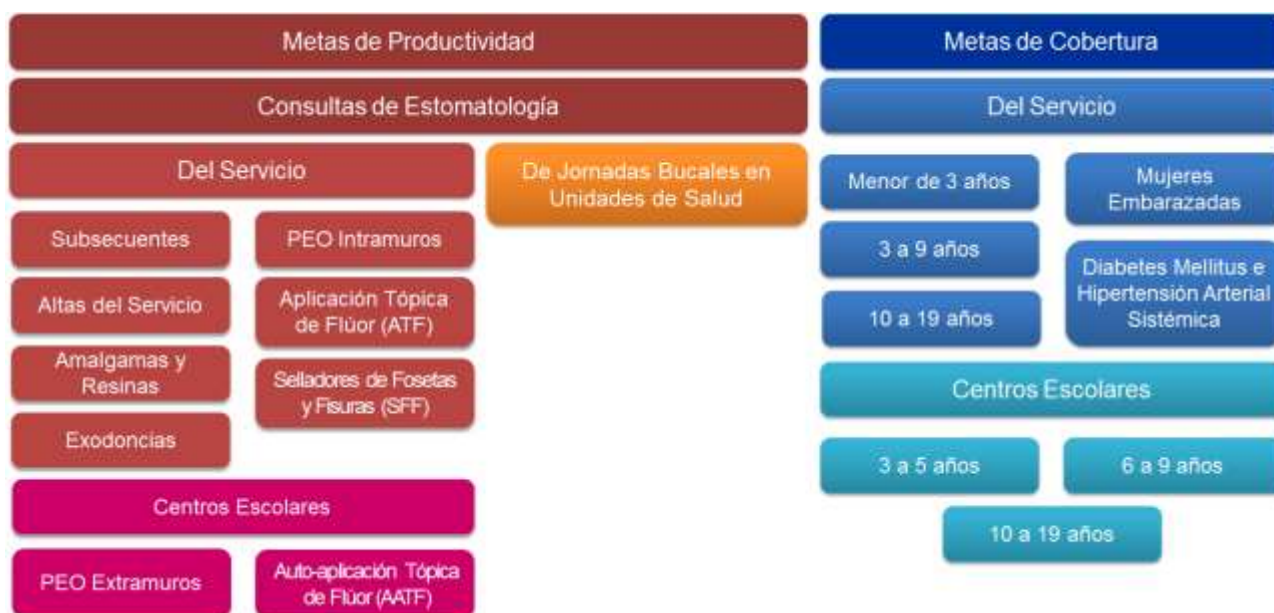 Metas de Productividad
Consultas de Estomatología
Del Servicio
De Jornadas Bucales en
Unidades de Salud
Subsecuentes
PEO Intramuros
Altas del Servicio
Aplicación Tópica
de Flúor (ATF)
Amalgamas y
Resinas
Selladores de Fosetas
y Fisuras (SFF)
Exodoncias
Centros Escolares
PEO Extramuros
Auto-aplicación Tópica
de Flúor (AATF)
Metas de Cobertura
Del Servicio
Menor de 3 años
Mujeres
Embarazadas
3 a 9 años
Diabetes Mellitus e
Hipertensión Arterial
Sistémica
10 a 19 años
Centros Escolares
3 a 5 años
6 a 9 años
10 a 19 años